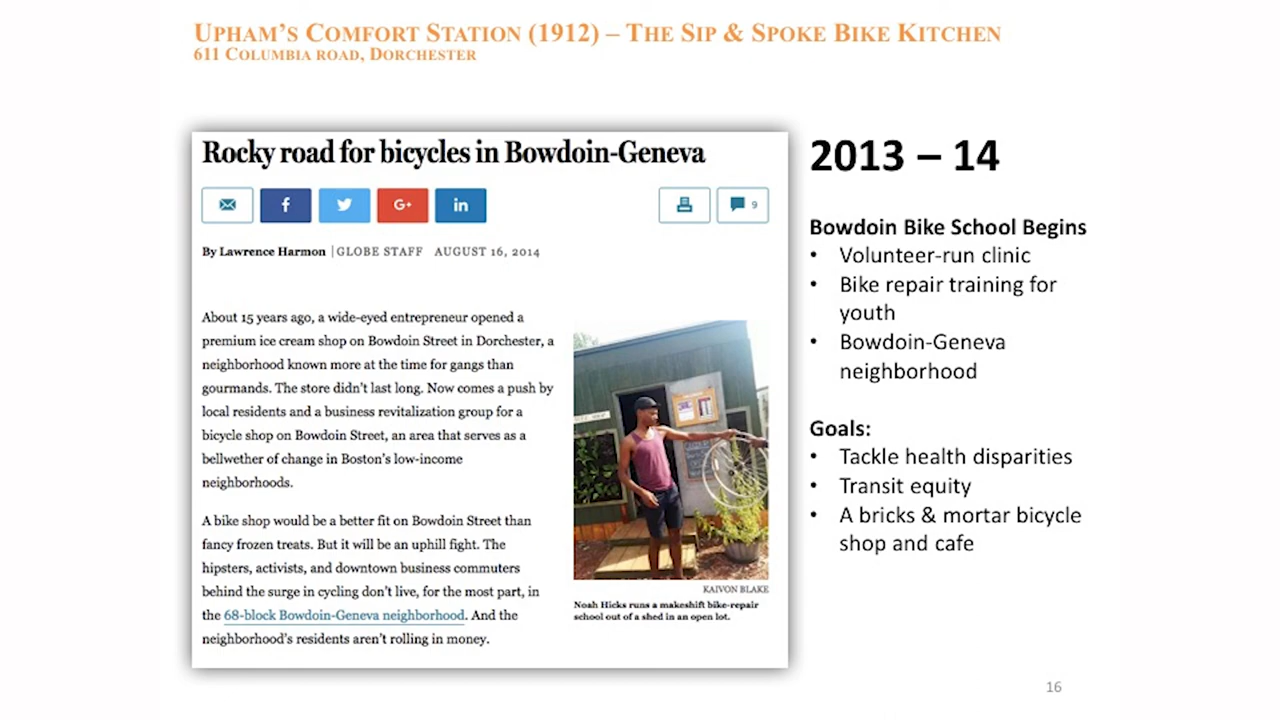 UPHAM'S COMFORT STATION (1912) – THE SIP & SPOKE BIKE KITCHEN
611 COLUMBIA ROAD, DORCHESTER
Rocky road for bicycles in Bowdoin-Geneva
f
G+
in
9
By Lawrence Harmon | GLOBE STAFF AUGUST 16, 2014
About 15 years ago, a wide-eyed entrepreneur opened a
premium ice cream shop on Bowdoin Street in Dorchester, a
neighborhood known more at the time for gangs than
gourmands. The store didn't last long. Now comes a push by
local residents and a business revitalization group for a
bicycle shop on Bowdoin Street, an area that serves as a
bellwether of change in Boston's low-income
neighborhoods.
A bike shop would be a better fit on Bowdoin Street than
fancy frozen treats. But it will be an uphill fight. The
hipsters, activists, and downtown business commuters
behind the surge in cycling don't live, for the most part, in
the 68-block Bowdoin-Geneva neighborhood. And the
neighborhood's residents aren't rolling in money.
KAIVON BLAKE
Noah Hicks runs a makeshift bike-repair
school out of a shed in an open lot.
2013 – 14
Bowdoin Bike School Begins
• Volunteer-run clinic
• Bike repair training for
youth
• Bowdoin-Geneva
neighborhood
Goals:
• Tackle health disparities
• Transit equity
• A bricks & mortar bicycle
shop and cafe
16